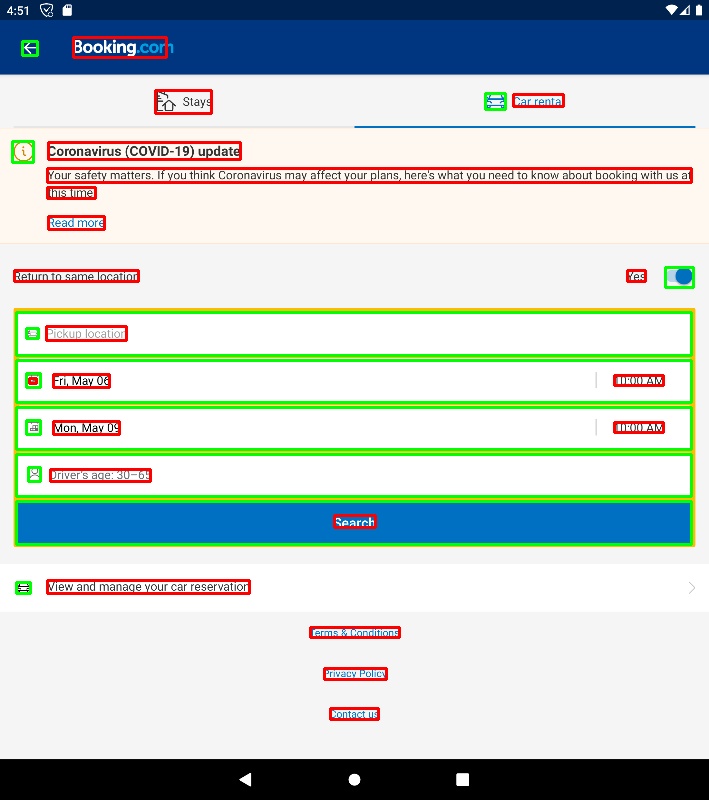 4:51
Booking.com
Stays
Car rental
Coronavirus (COVID-19) update
Your safety matters. If you think Coronavirus may affect your plans, here's what you need to know about booking with us at
this time.
Read more
Return to same location
Yes
Pickup location
Fri, May 06
10:00 AM
Mon, May 09
10:00 AM
Driver's age: 30–65
Search
View and manage your car reservation
Terms & Conditions
Privacy Policy
Contact us